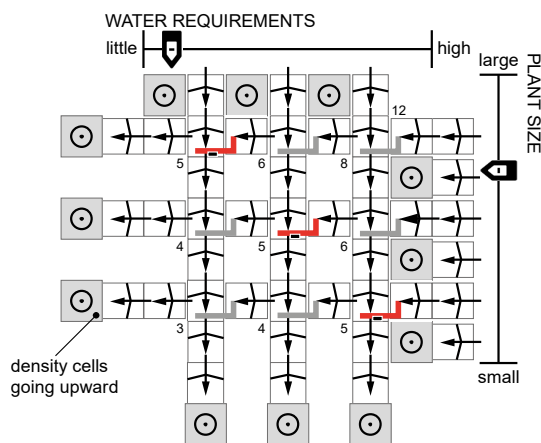 WATER REQUIREMENTS
little
high
large
PLANT SIZE
12
5
6
8
4
5
6
3
4
5
density cells
going upward
small